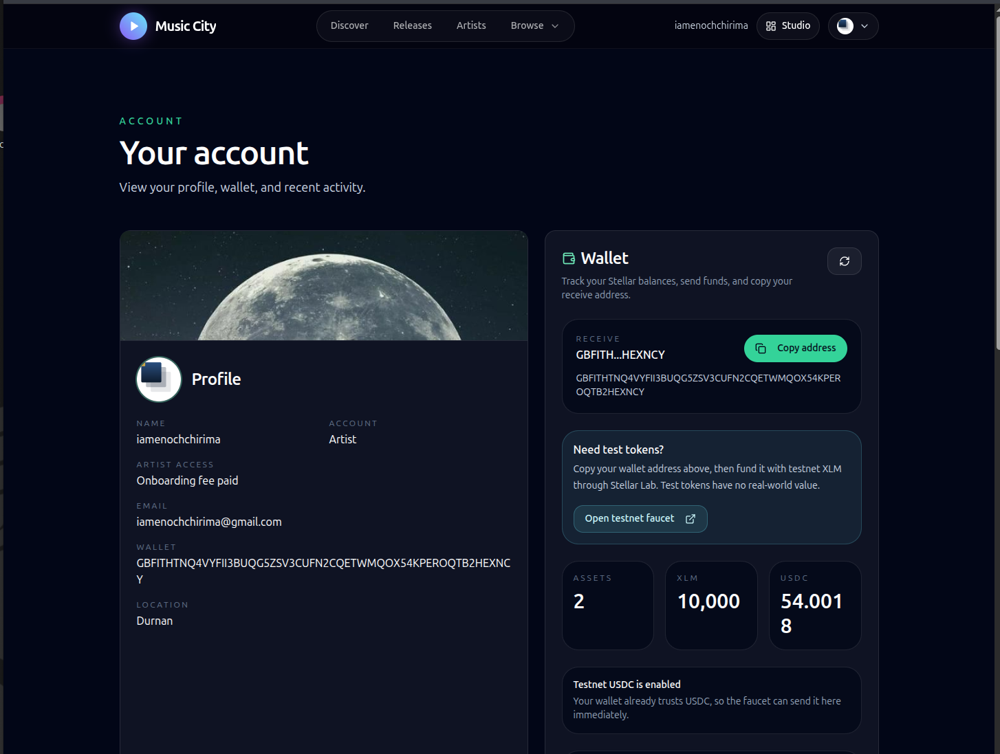 Music City
Discover
Releases
Artists
Browse
iamenochchirima
Studio
ACCOUNT
Your account
View your profile, wallet, and recent activity.
Profile
NAME
iamenochchirima
ACCOUNT
Artist
ARTIST ACCESS
Onboarding fee paid
EMAIL
iamenochchirima@gmail.com
WALLET
GBFITHTNQ4VYFII3BUQG5ZSV3CUFN2CQETWMQOX54KPEROQTB2HEXNC
Y
LOCATION
Durnan
Wallet
Track your Stellar balances, send funds, and copy your
receive address.
RECEIVE
GBFITH...HEXNCY
Copy address
GBFITHTNQ4VYFII3BUQG5ZSV3CUFN2CQETWMQOX54KPER
OQTB2HEXNCY
Need test tokens?
Copy your wallet address above, then fund it with testnet XLM
through Stellar Lab. Test tokens have no real-world value.
Open testnet faucet
ASSETS
2
XLM
10,000
USDC
54.001
8
Testnet USDC is enabled
Your wallet already trusts USDC, so the faucet can send it here
immediately.